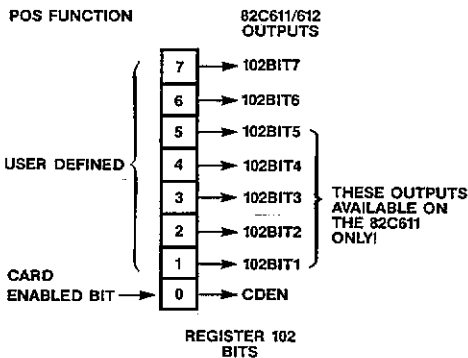 POS FUNCTION
82C611/612
OUTPUTS
7
102BIT7
6
102BIT6
5
102BIT5
USER DEFINED
4
102BIT4
3
102BIT3
THESE OUTPUTS
AVAILABLE ON
THE 82C611
ONLY!
2
102BIT2
1
102BIT1
CARD
ENABLED BIT
0
CDEN
REGISTER 102
BITS